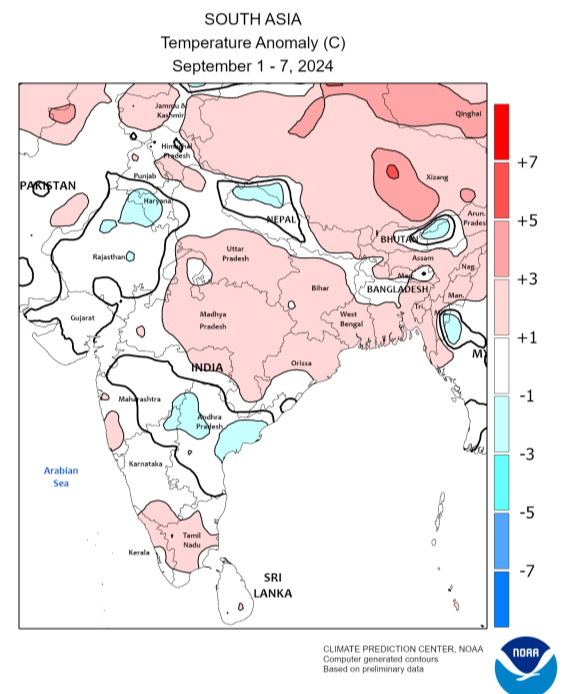 SOUTH ASIA
Temperature Anomaly (C)
September 1 - 7, 2024
Jammu &
Kashmir
Qinghai
Himachal
Pradesh
Punjab
PAKISTAN
Xizang
Haryana
Arun.
Pradesh
NEPAL
BHUTAN
Uttar
Pradesh
Rajasthan
Assam
Nag.
Meg.
Bihar
BANGLADESH
Man.
Tr.
Gujarat
Madhya
Pradesh
West
Bengal
M
INDIA
Orissa
Maharashtra
Andhra
Pradesh
Karnataka
Arabian
Sea
Tamil
Nadu
Kerala
SRI
LANKA
+7
+5
+3
+1
-1
-3
-5
-7
CLIMATE PREDICTION CENTER, NOAA
Computer generated contours
Based on preliminary data
NOAA